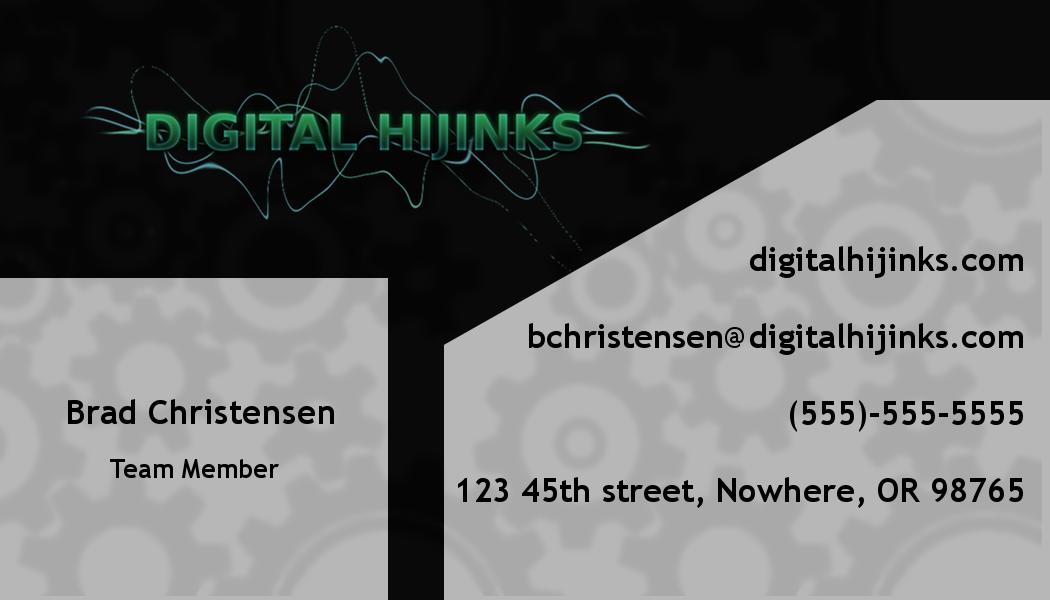 DIGITAL HIJINKS
digitalhijinks.com
bchristensen@digitalhijinks.com
(555)-555-5555
123 45th street, Nowhere, OR 98765
Brad Christensen
Team Member